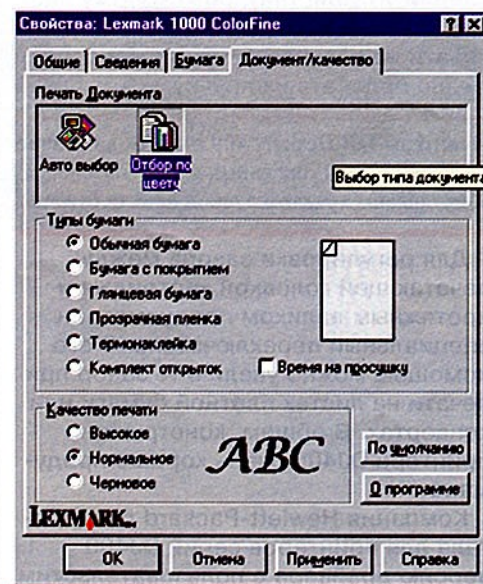 Свойства: Lexmark 1000 ColorFine
Общие Сведения Бумага Документ/качество
Печать Документа
Авто выбор Отбор по цвету
Выбор типа документа
Типы бумаги
Обычная бумага
Бумага с покрытием
Глянцевая бумага
Прозрачная пленка
Термонаклейка
Комплект открыток Время на просушку
Качество печати
Высокое
Нормальное
Черновое
ABC
По умолчанию
О программе
LEXMARK
OK Отмена Применить Справка